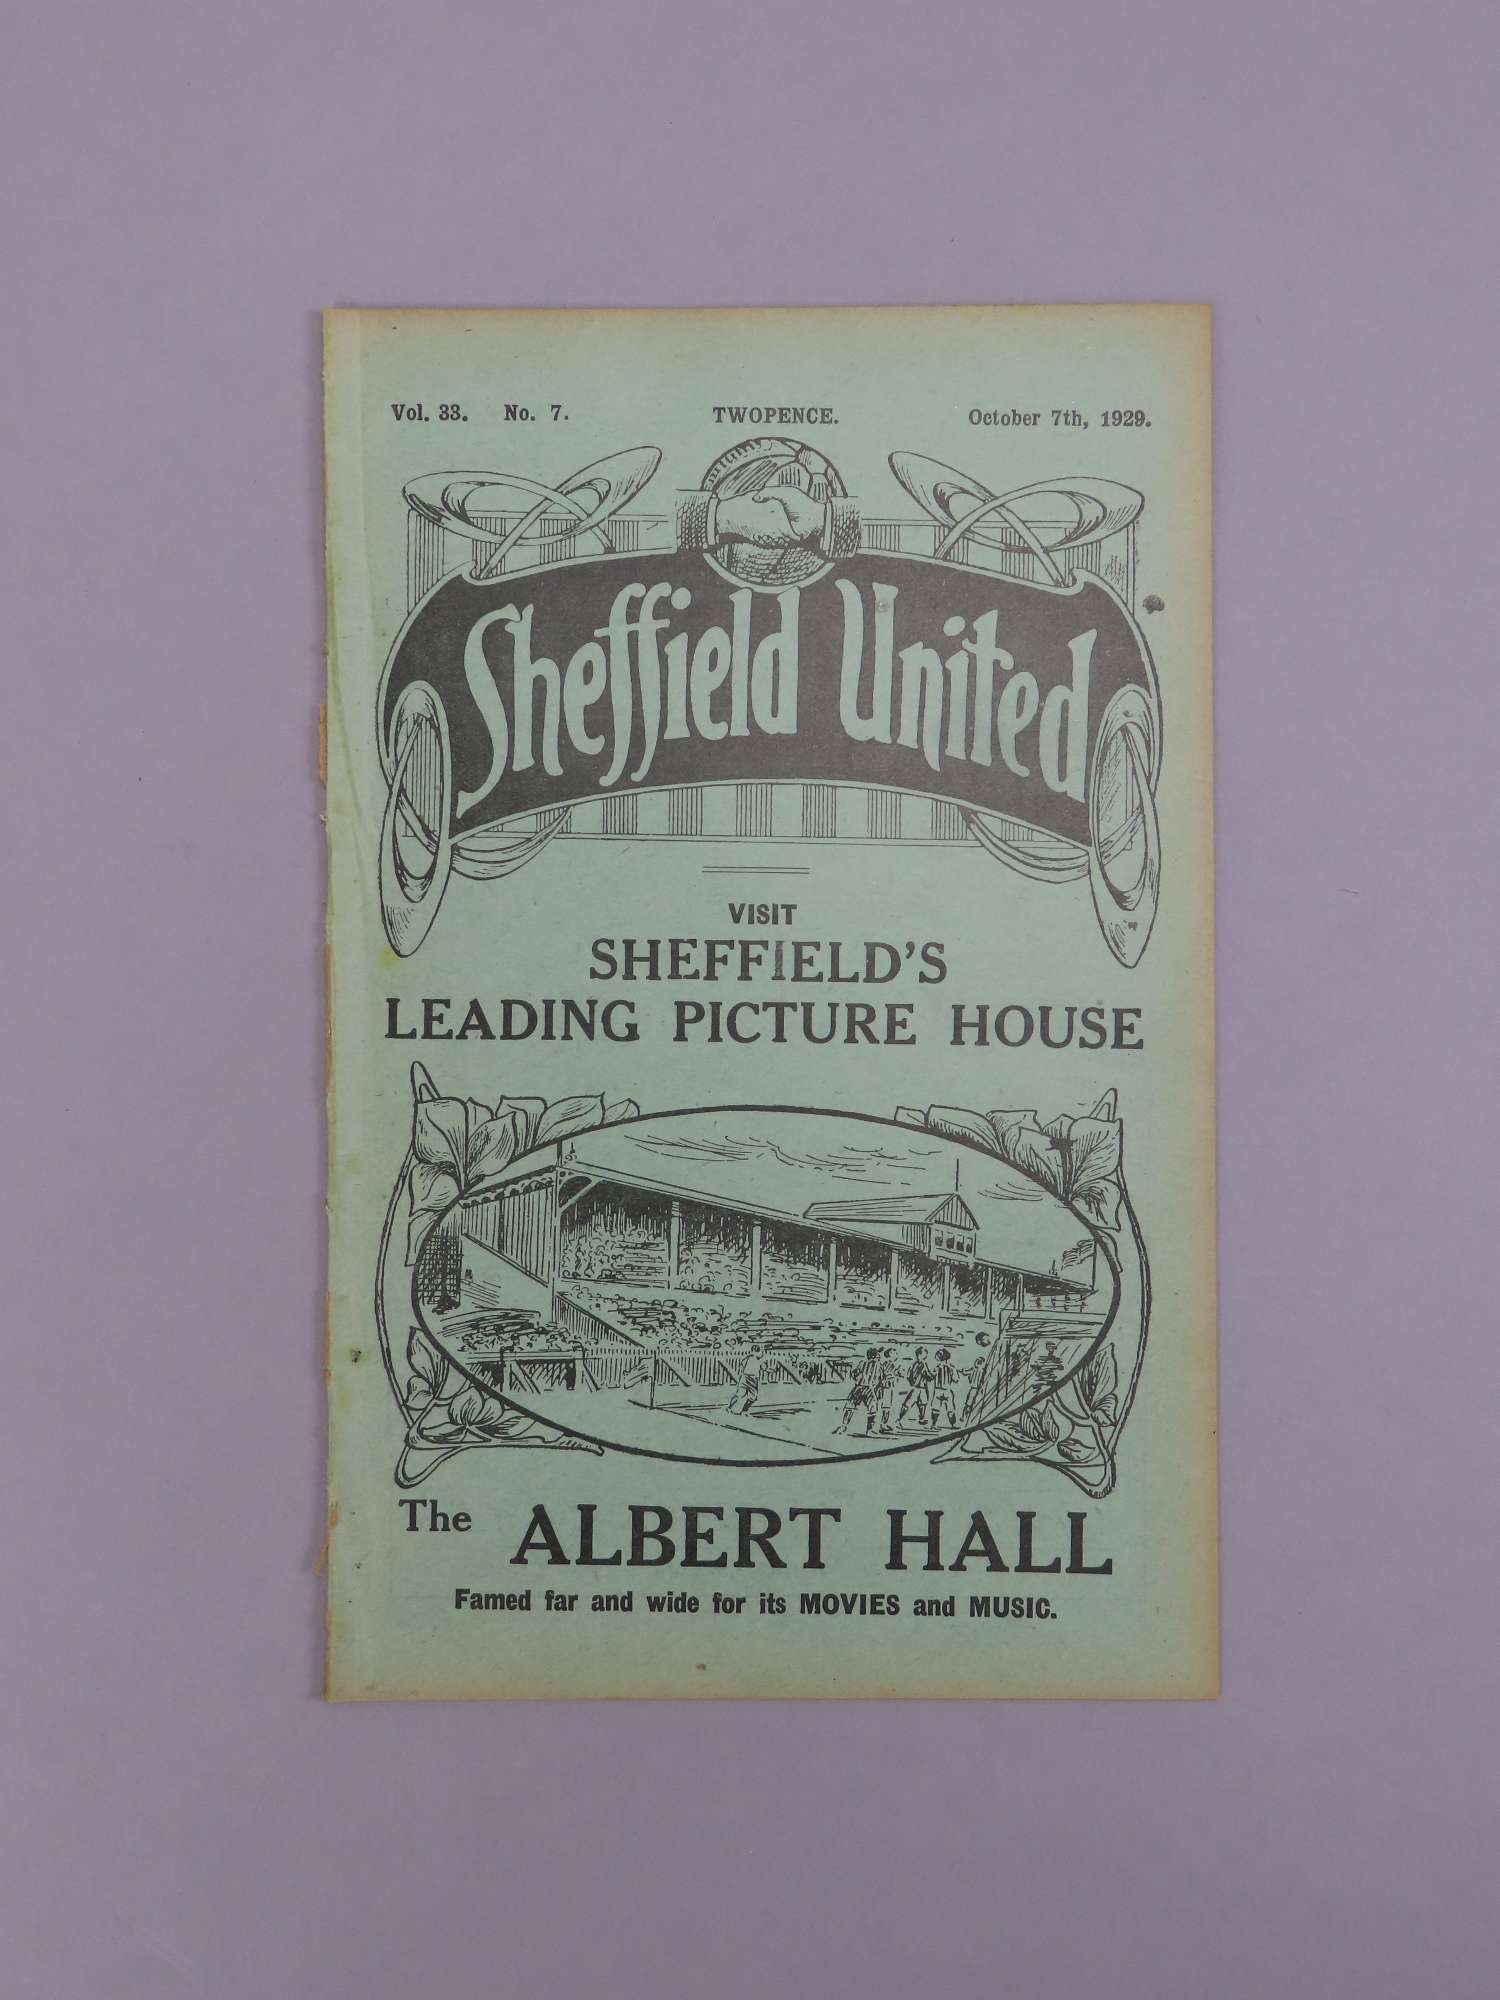 Vol. 33. No. 7. TWOPENCE. October 7th, 1929.
Sheffield United
VISIT
SHEFFIELD'S
LEADING PICTURE HOUSE
The ALBERT HALL
Famed far and wide for its MOVIES and MUSIC.